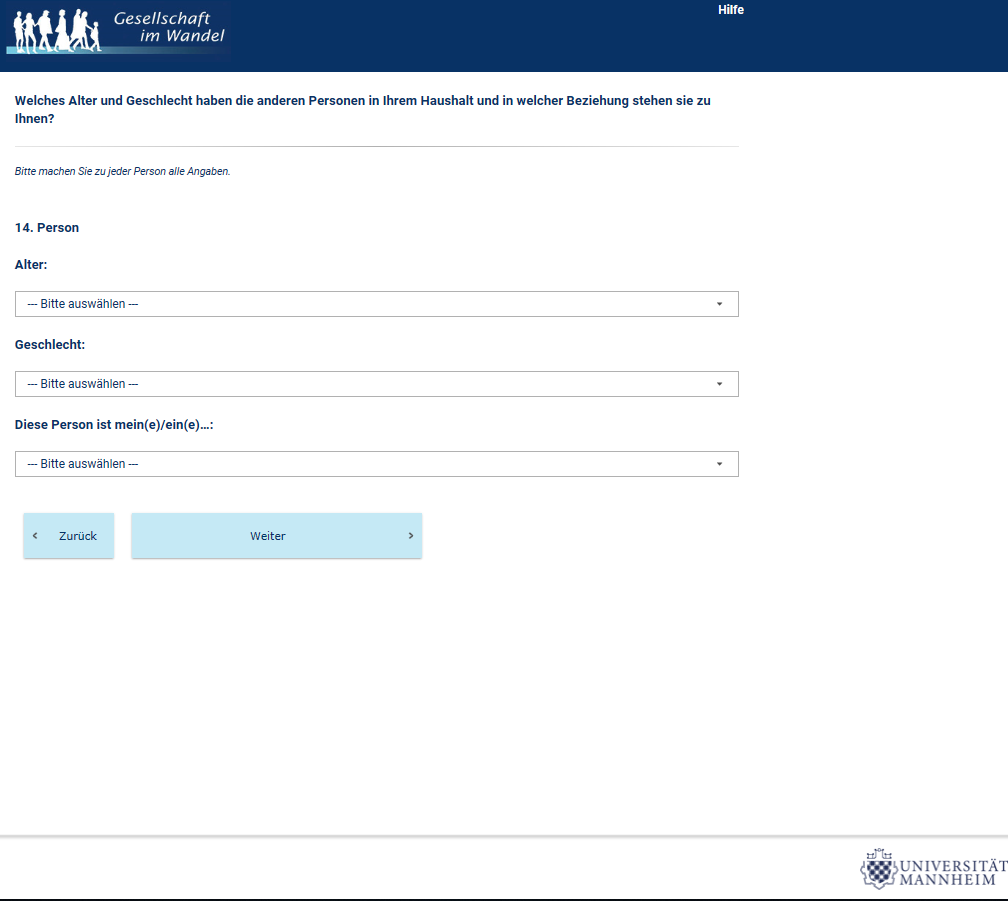 Gesellschaft
im Wandel
Hilfe
Welches Alter und Geschlecht haben die anderen Personen in Ihrem Haushalt und in welcher Beziehung stehen sie zu
Ihnen?
Bitte machen Sie zu jeder Person alle Angaben.
14. Person
Alter:
--- Bitte auswählen ---
Geschlecht:
--- Bitte auswählen ---
Diese Person ist mein(e)/ein(e)...:
--- Bitte auswählen ---
‹ Zurück
Weiter ›
UNIVERSITÄT
MANNHEIM